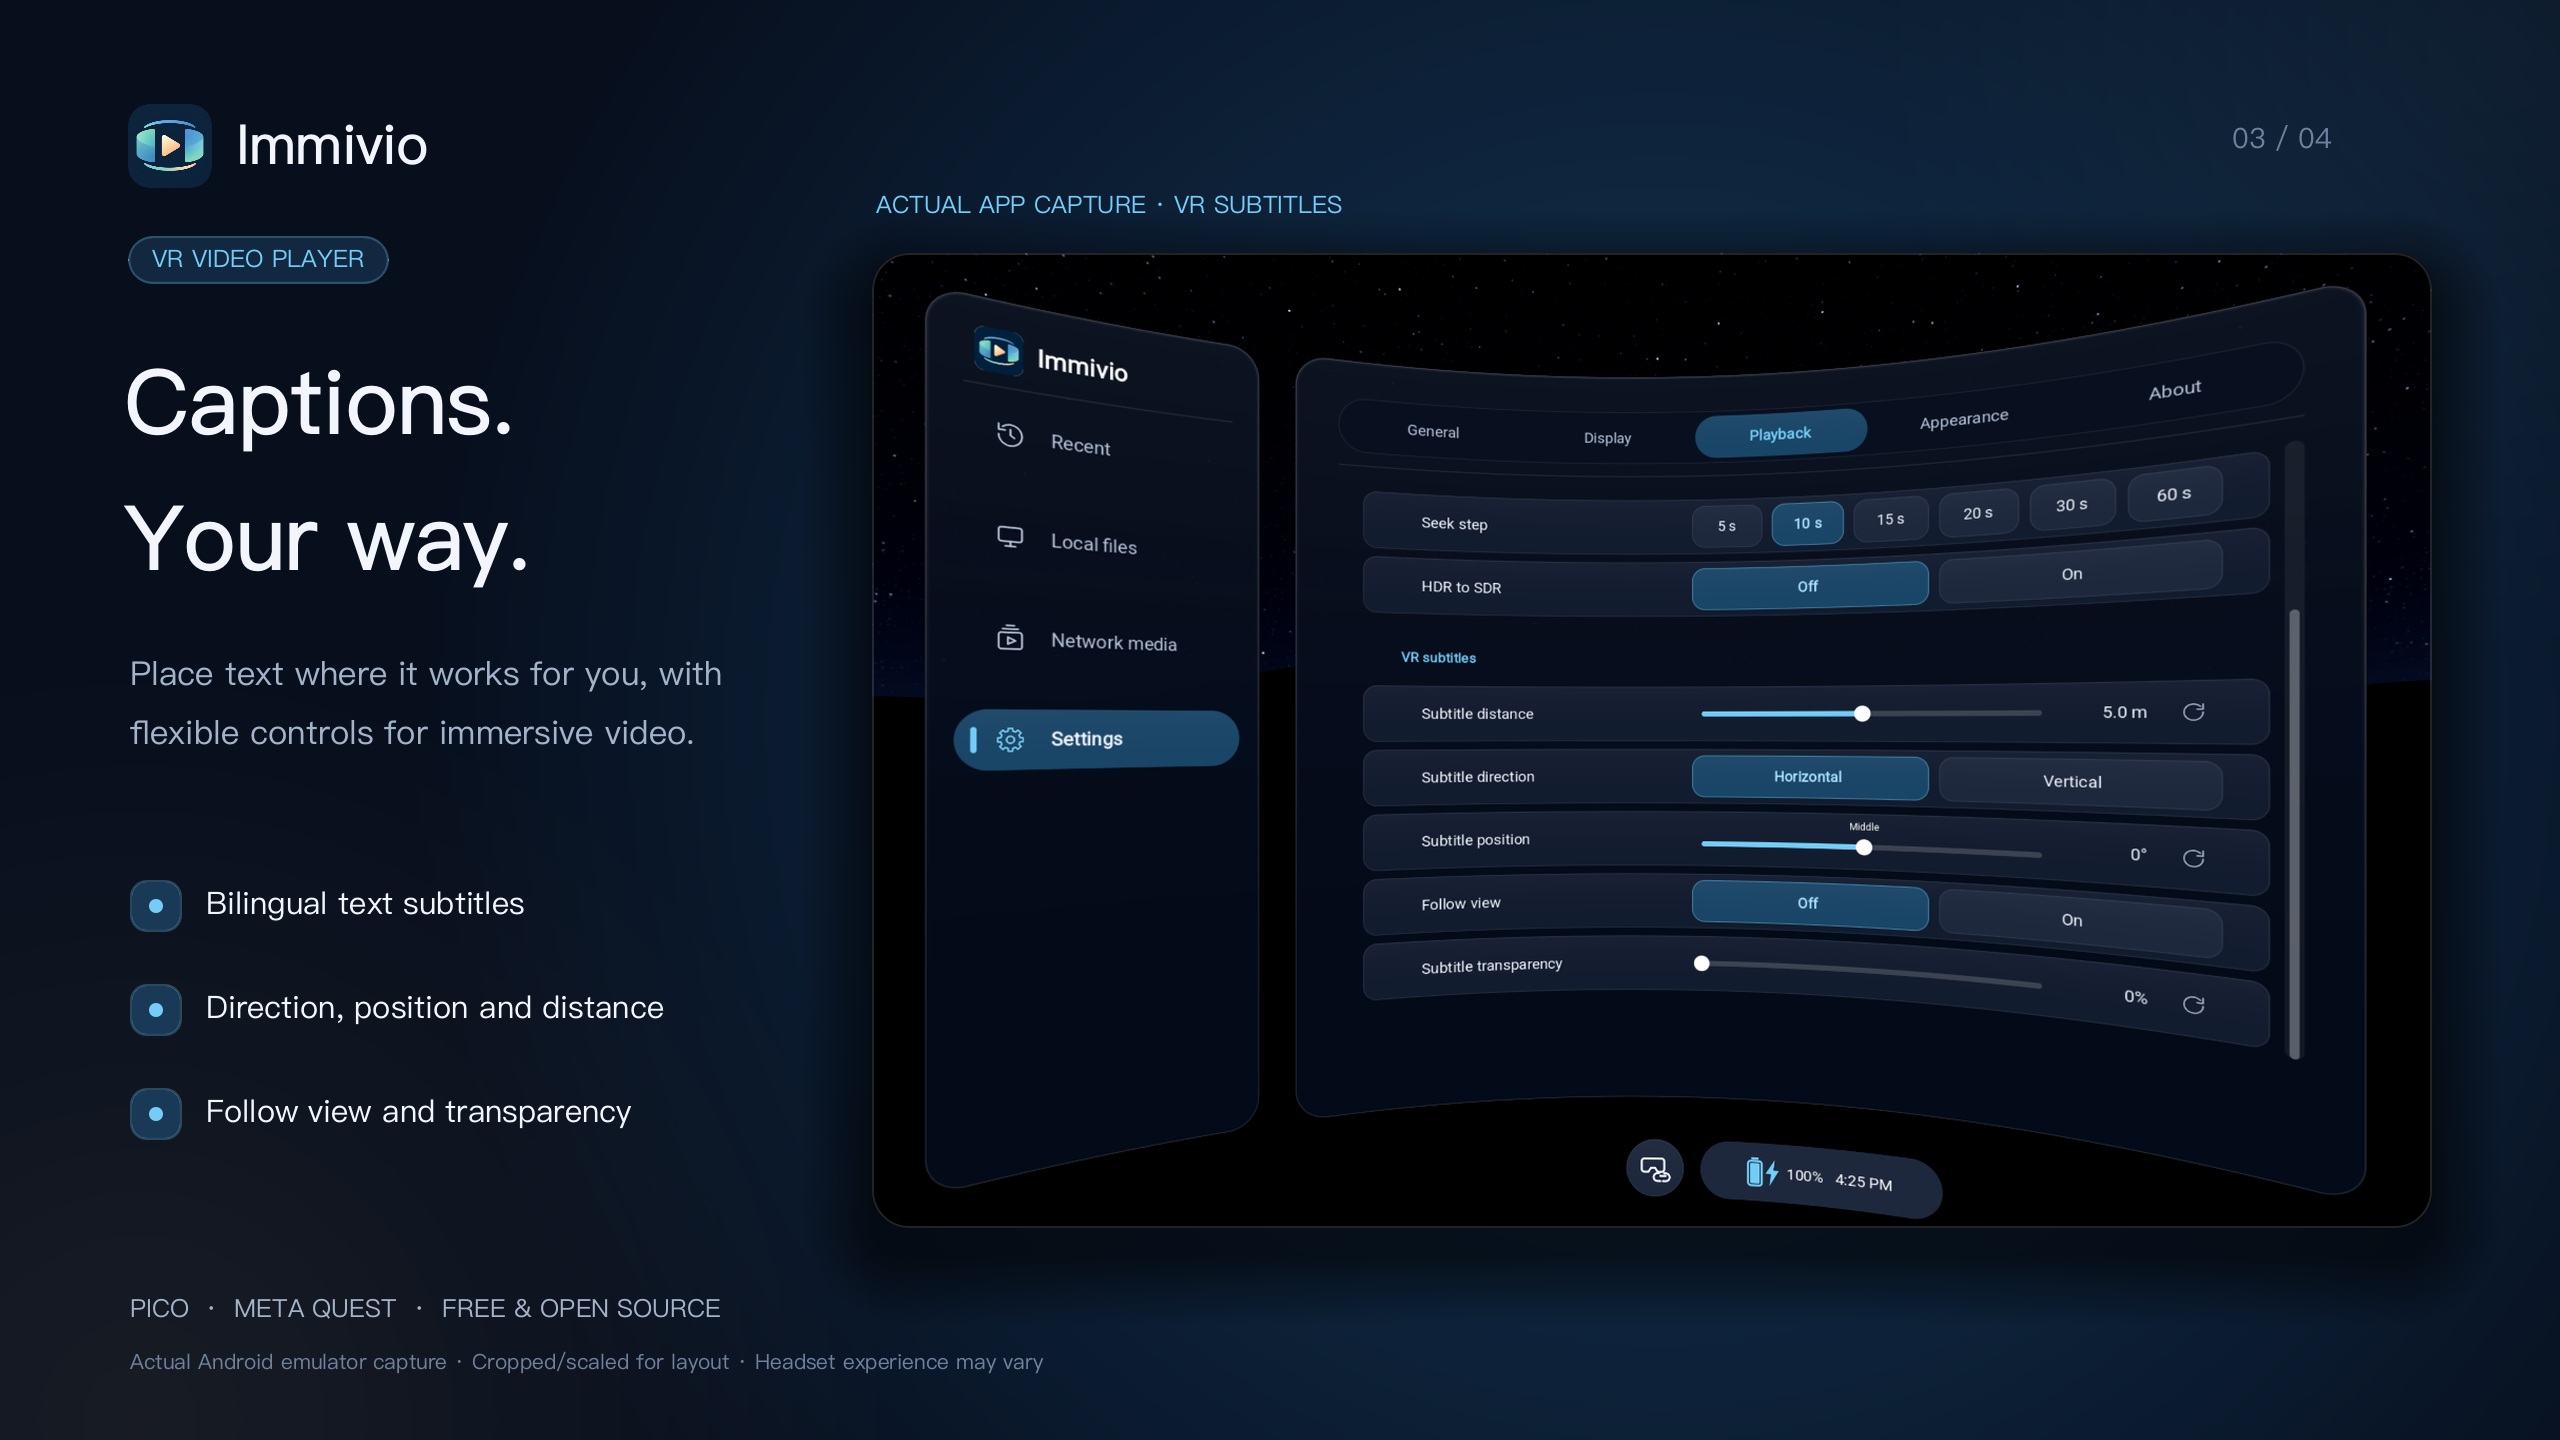 Immivio
03 / 04
VR VIDEO PLAYER
Captions.
Your way.
Place text where it works for you, with
flexible controls for immersive video.
Bilingual text subtitles
Direction, position and distance
Follow view and transparency
PICO · META QUEST · FREE & OPEN SOURCE
Actual Android emulator capture · Cropped/scaled for layout · Headset experience may vary
ACTUAL APP CAPTURE · VR SUBTITLES
Immivio
Recent
Local files
Network media
Settings
General Display Playback Appearance About
Seek step 5 s 10 s 15 s 20 s 30 s 60 s
HDR to SDR Off On
VR subtitles
Subtitle distance 5.0 m
Subtitle direction Horizontal Vertical
Middle
Subtitle position 0°
Follow view Off On
Subtitle transparency 0%
100% 4:25 PM